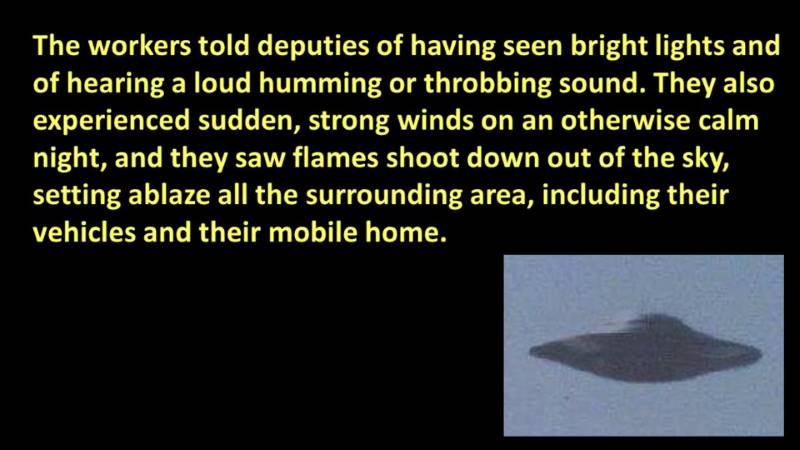 The workers told deputies of having seen bright lights and
of hearing a loud humming or throbbing sound. They also
experienced sudden, strong winds on an otherwise calm
night, and they saw flames shoot down out of the sky,
setting ablaze all the surrounding area, including their
vehicles and their mobile home.